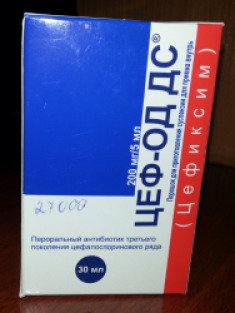 ЦЕФ-ОД ДС®
200 мг/5 мл
Порошок для приготовления суспензии для приема внутрь
(Цефиксим)
27000
Пероральный антибиотик третьего
поколения цефалоспоринового ряда
30 мл